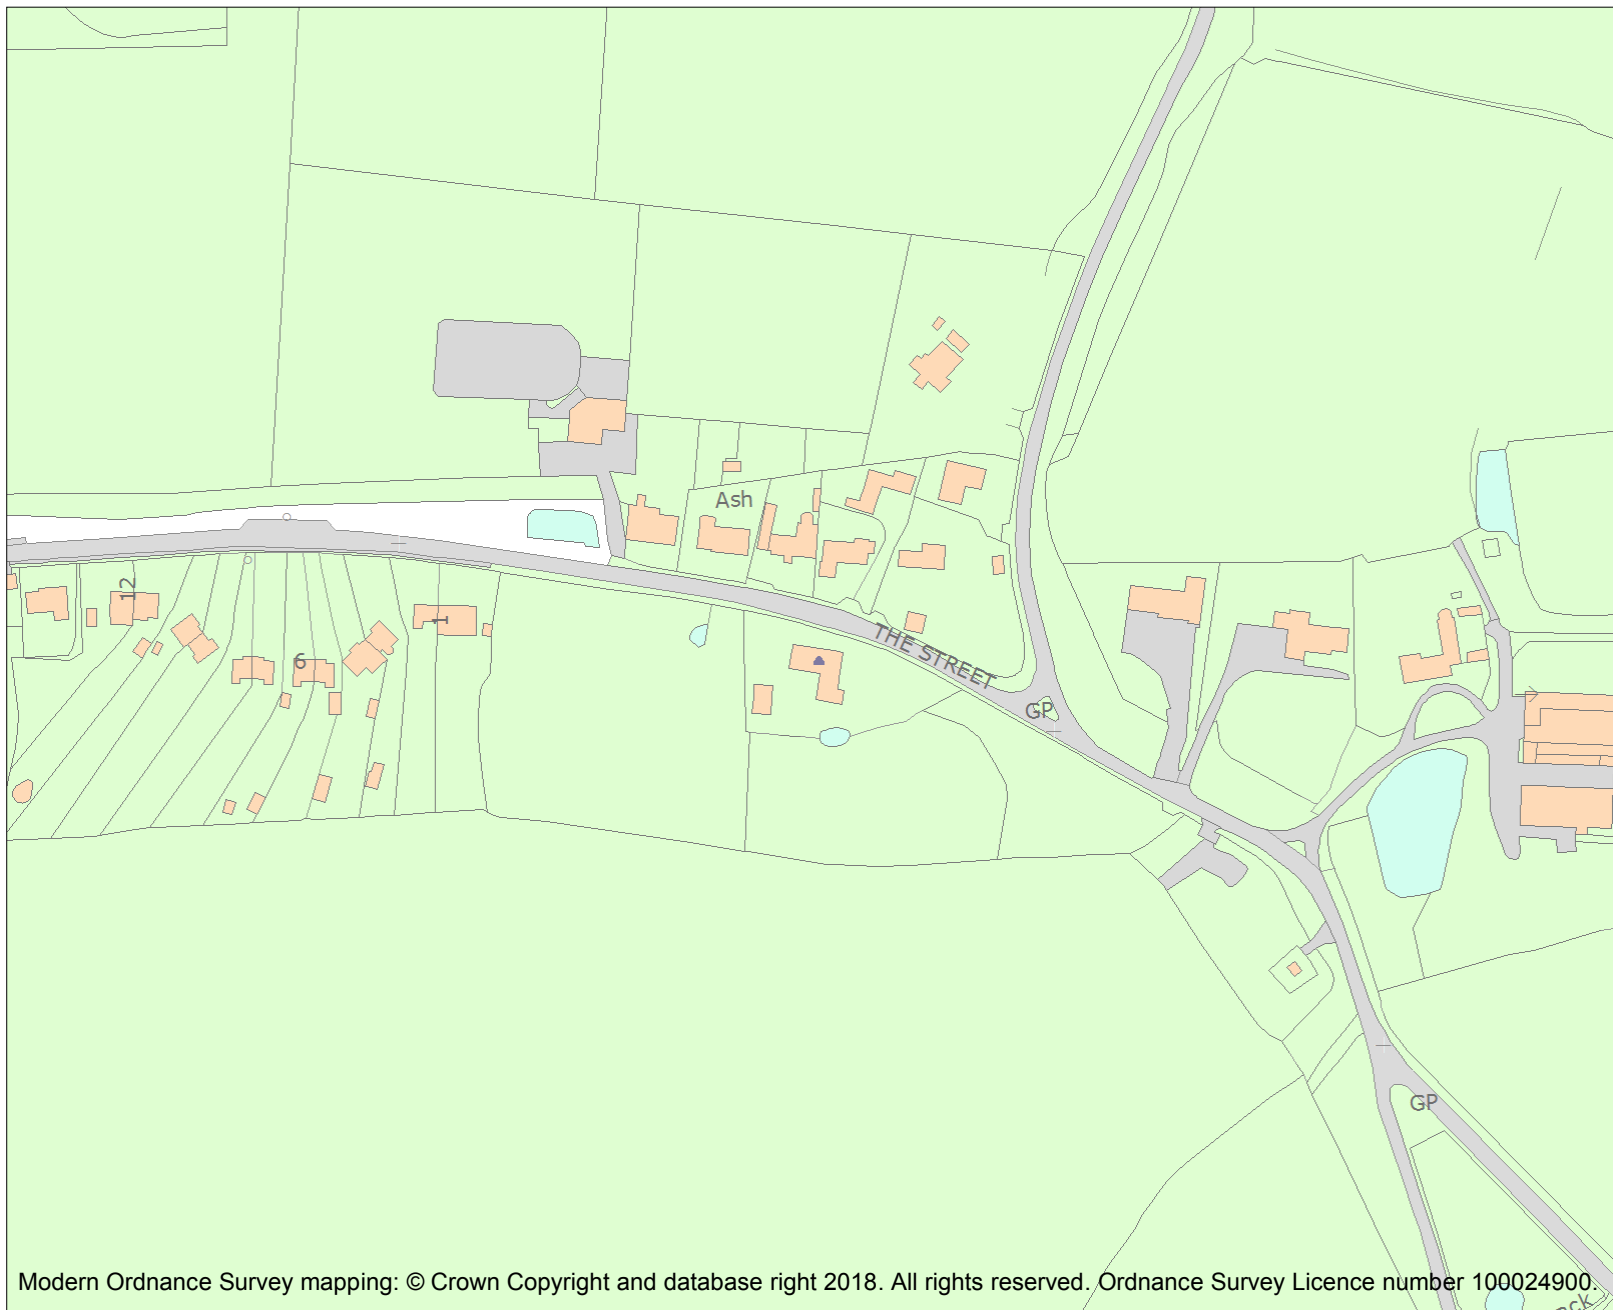 Ash
12
1
6
THE STREET
GP
GP
Modern Ordnance Survey mapping: © Crown Copyright and database right 2018. All rights reserved. Ordnance Survey Licence number 100024900.